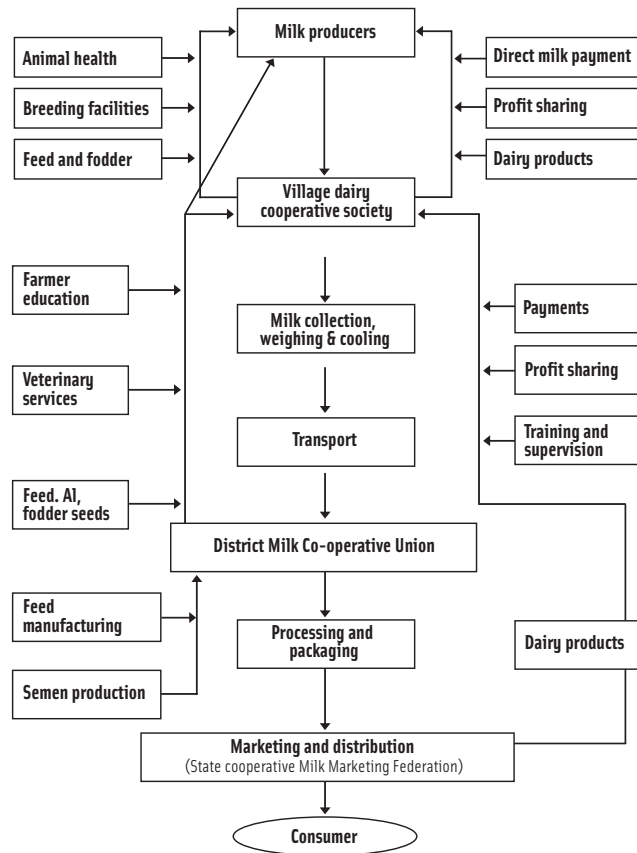 Milk producers
Animal health
Breeding facilities
Feed and fodder
Direct milk payment
Profit sharing
Dairy products
Village dairy
cooperative society
Farmer
education
Veterinary
services
Feed. AI,
fodder seeds
Milk collection,
weighing & cooling
Transport
Payments
Profit sharing
Training and
supervision
District Milk Co-operative Union
Feed
manufacturing
Semen production
Processing and
packaging
Dairy products
Marketing and distribution
(State cooperative Milk Marketing Federation)
Consumer